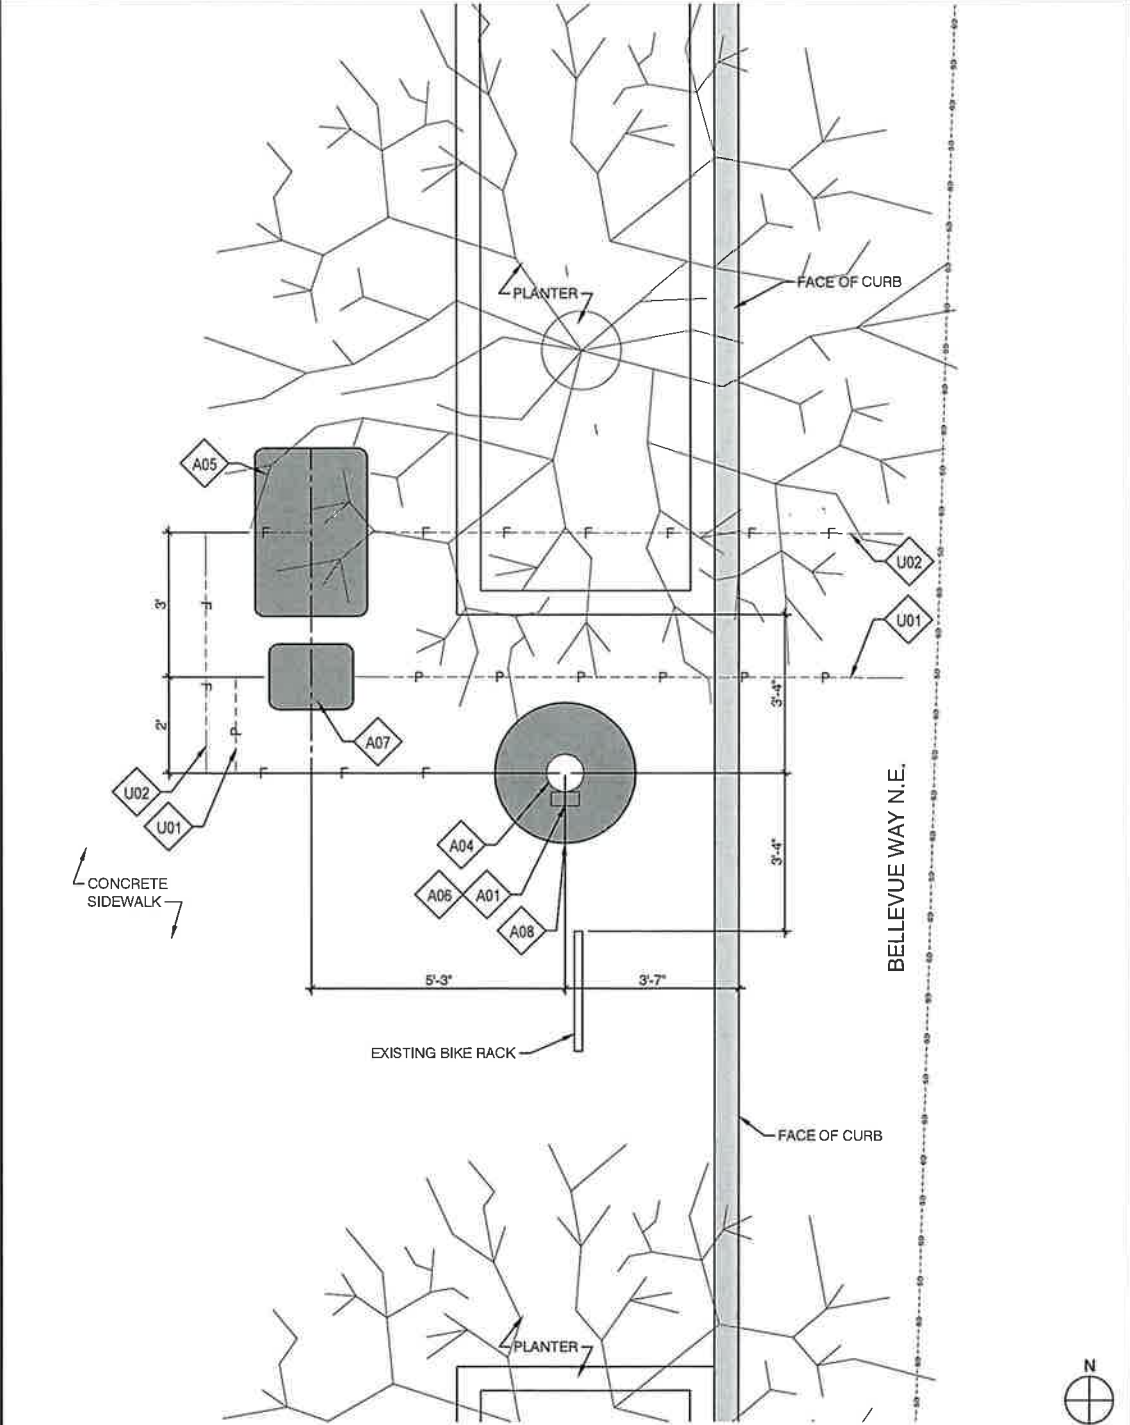 PLANTER
FACE OF CURB
A05
F F F F F F F
U02
3'
F
U01
P P P P P P
3'-4"
F
2'
P
A07
F F F
U02
U01
A04
3'-4"
BELLEVUE WAY N.E.
CONCRETE
SIDEWALK
A06 A01
A08
5'-3"
3'-7"
EXISTING BIKE RACK
FACE OF CURB
PLANTER
N